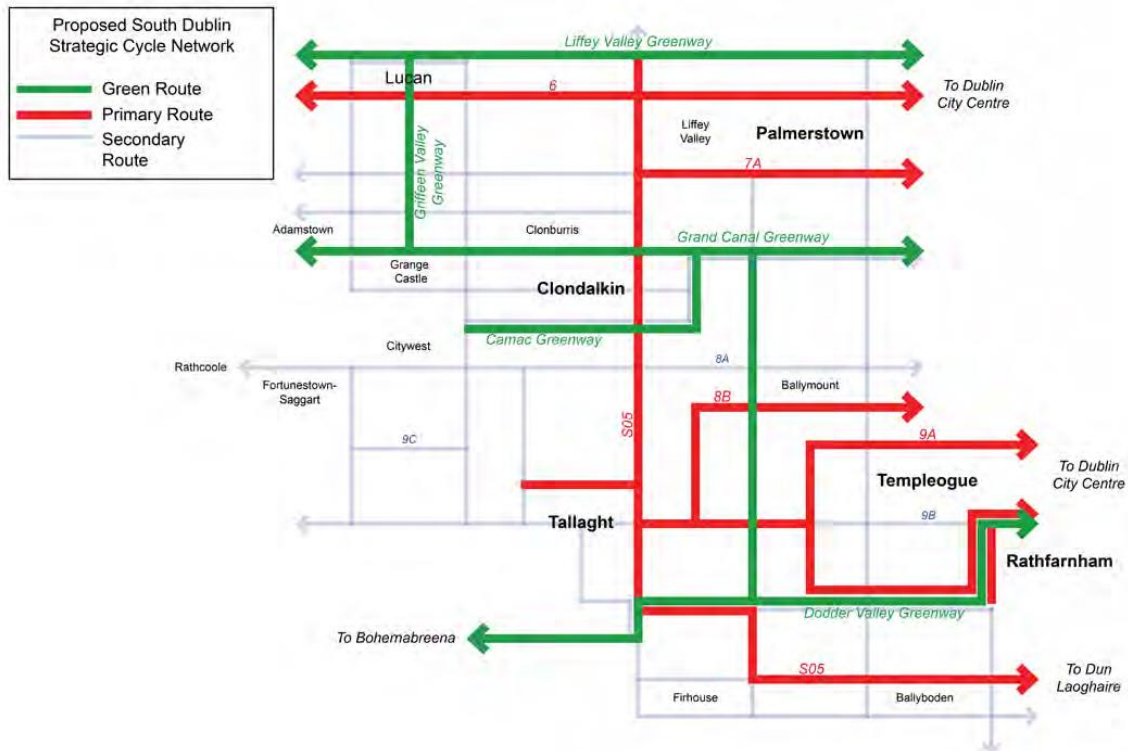 Proposed South Dublin
Strategic Cycle Network
Green Route
Primary Route
Secondary
Route
Liffey Valley Greenway
Lucan
6
To Dublin
City Centre
Liffey
Valley
Palmerstown
7A
Griffeen Valley
Greenway
Adamstown
Clonburris
Grand Canal Greenway
Grange
Castle
Clondalkin
Camac Greenway
Citywest
Rathcoole
8A
Fortunestown-
Saggart
Ballymount
8B
S05
9C
9A
To Dublin
City Centre
Templeogue
Tallaght
9B
Rathfarnham
Dodder Valley Greenway
To Bohernabreena
S05
To Dun
Laoghaire
Firhouse
Ballyboden